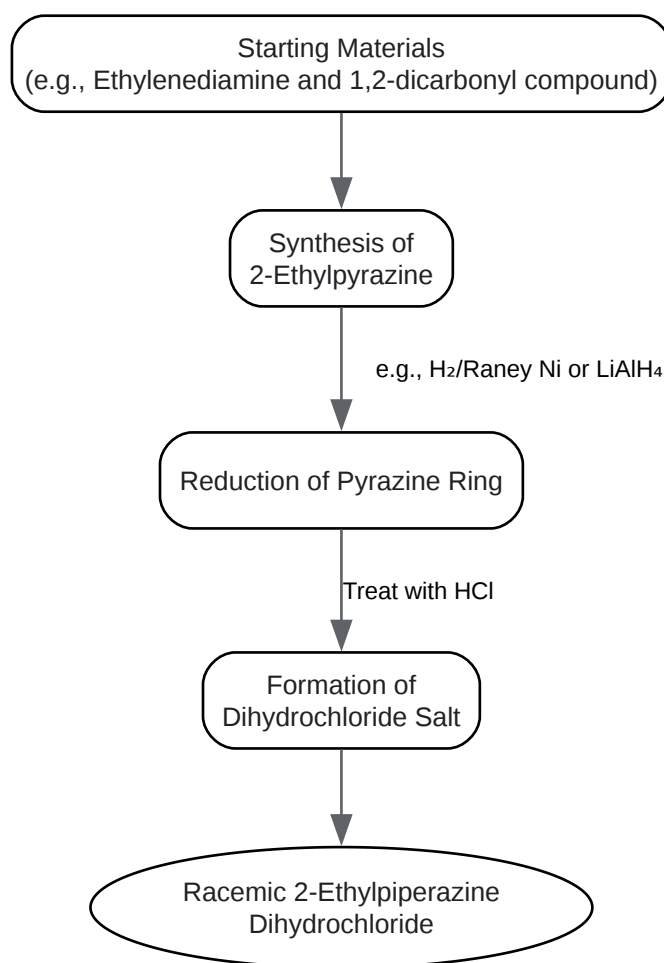 Starting Materials
(e.g., Ethylenediamine and 1,2-dicarbonyl compound)
Synthesis of
2-Ethylpyrazine
e.g., H₂/Raney Ni or LiAlH₄
Reduction of Pyrazine Ring
Treat with HCl
Formation of
Dihydrochloride Salt
Racemic 2-Ethylpiperazine
Dihydrochloride